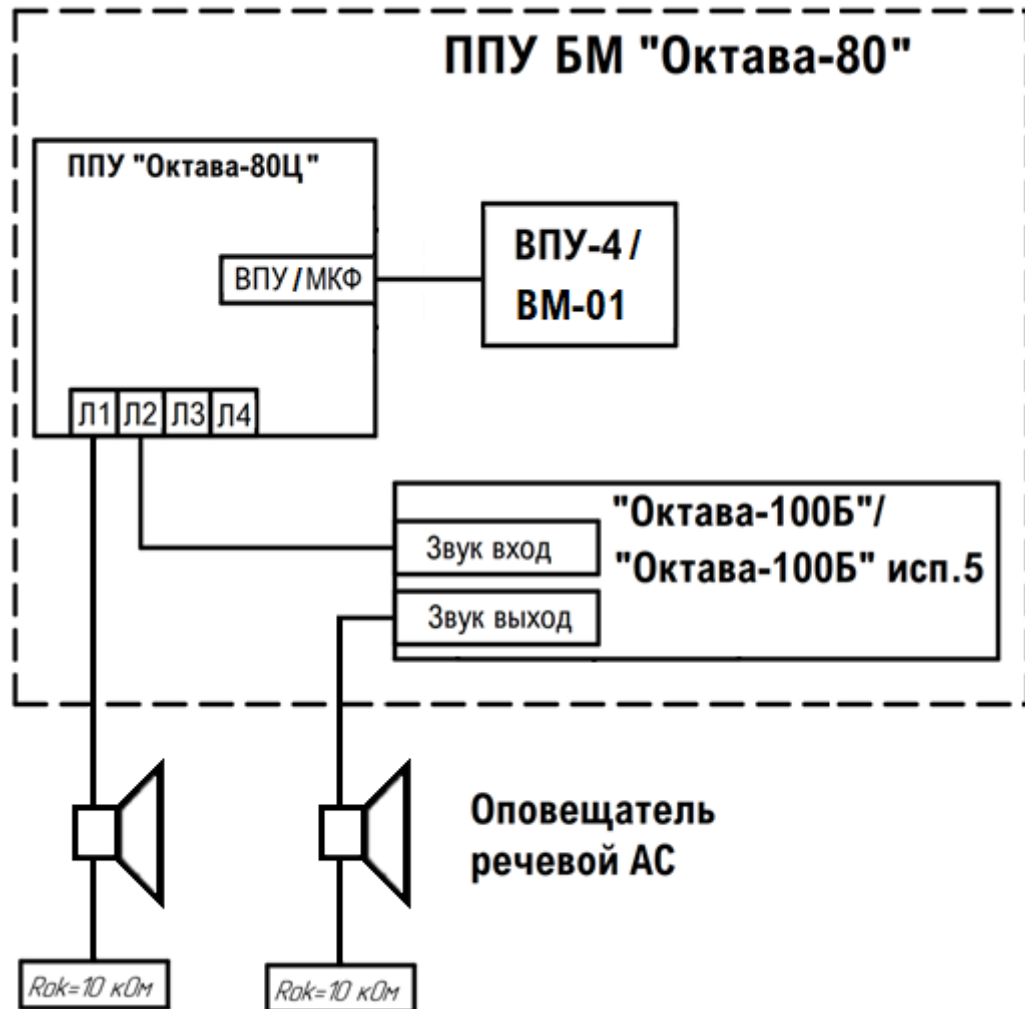 ППУ БМ "Октава-80"
ППУ "Октава-80Ц"
ВПУ/МКФ
ВПУ-4 /
ВМ-01
Л1 Л2 Л3 Л4
"Октава-100Б"/
"Октава-100Б" исп.5
Звук вход
Звук выход
Оповещатель
речевой АС
Rok=10 кОм
Rok=10 кОм